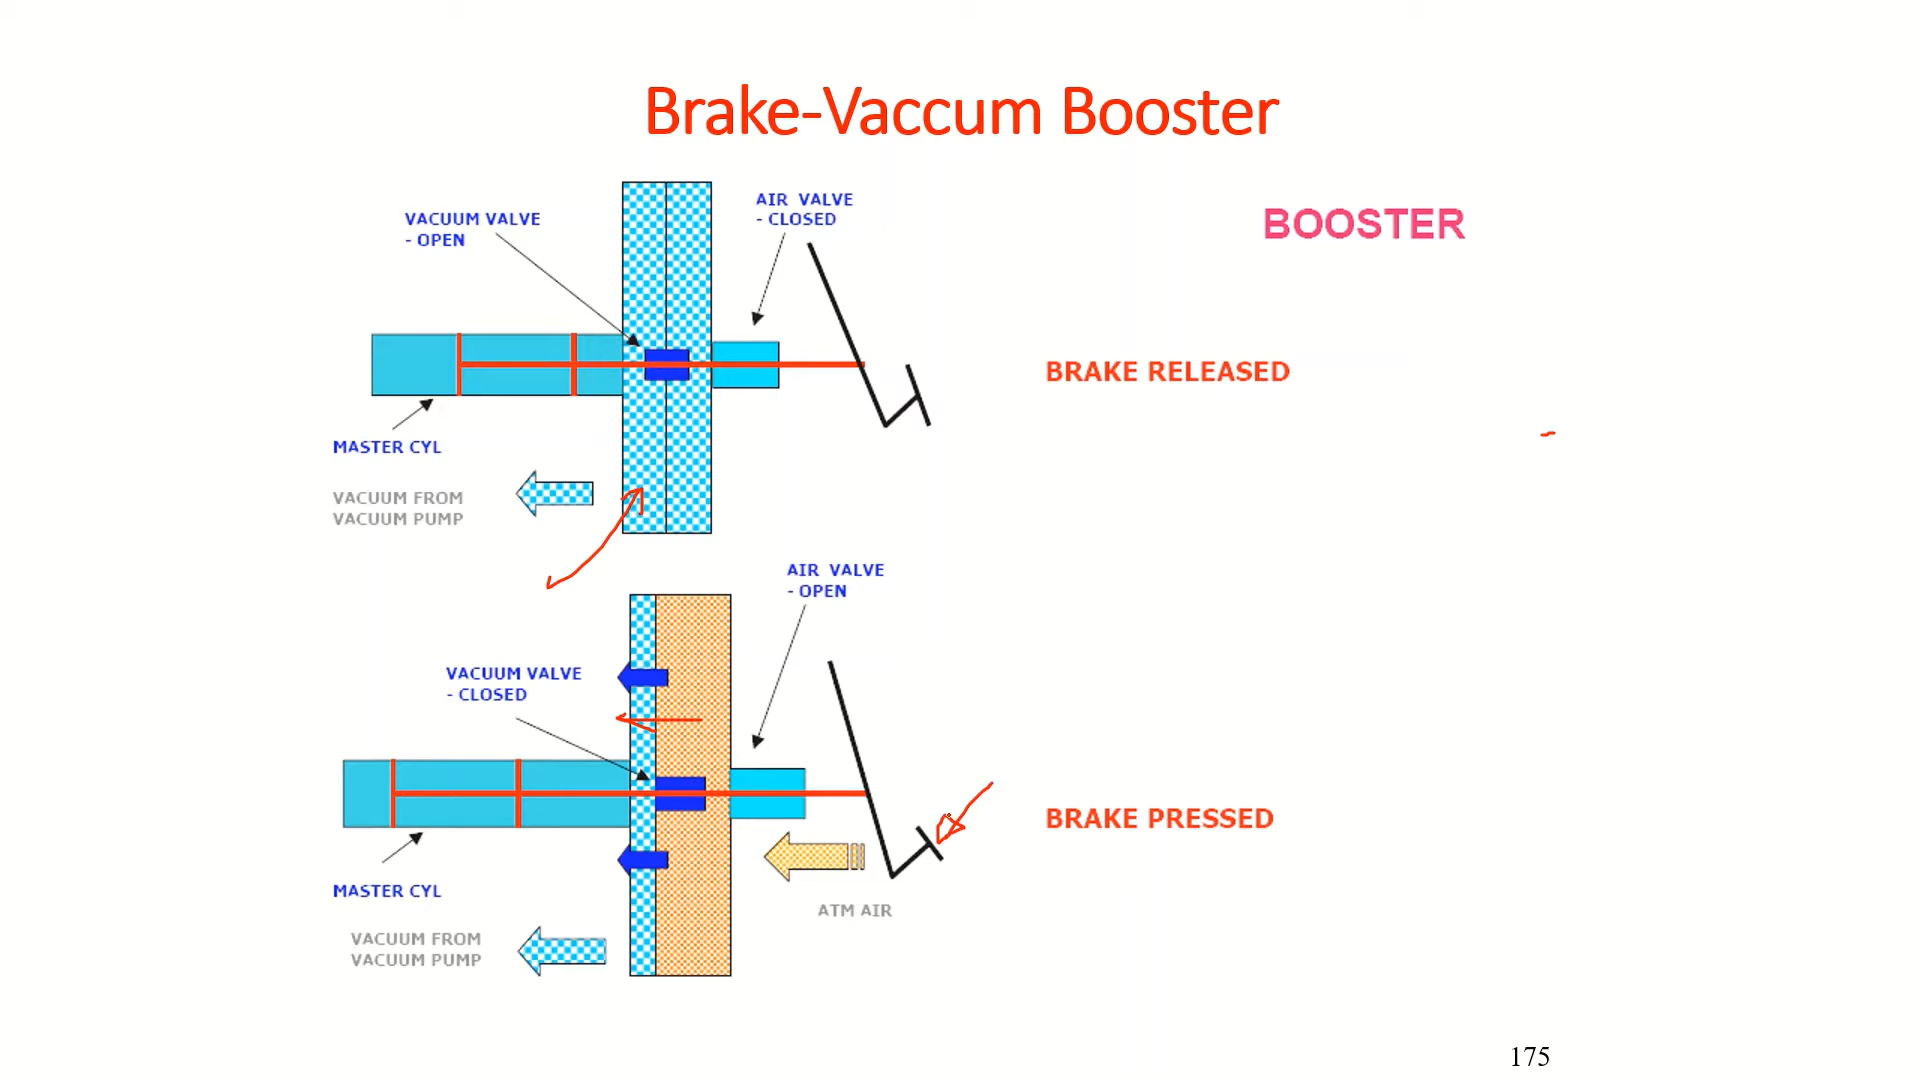 Brake-Vaccum Booster
AIR VALVE
- CLOSED
VACUUM VALVE
- OPEN
BOOSTER
BRAKE RELEASED
MASTER CYL
VACUUM FROM
VACUUM PUMP
AIR VALVE
- OPEN
VACUUM VALVE
- CLOSED
BRAKE PRESSED
MASTER CYL
ATM AIR
VACUUM FROM
VACUUM PUMP
175